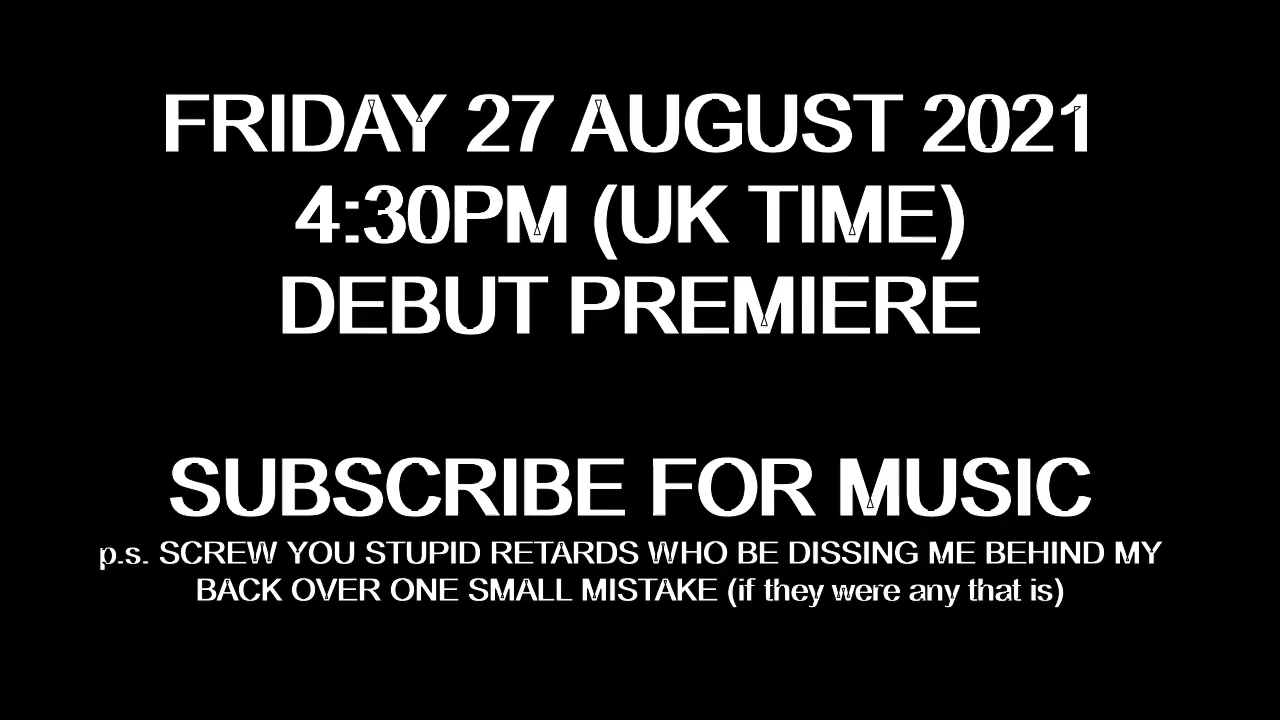 FRIDAY 27 AUGUST 2021
4:30PM (UK TIME)
DEBUT PREMIERE
SUBSCRIBE FOR MUSIC
p.s. SCREW YOU STUPID RETARDS WHO BE DISSING ME BEHIND MY
BACK OVER ONE SMALL MISTAKE (if they were any that is)